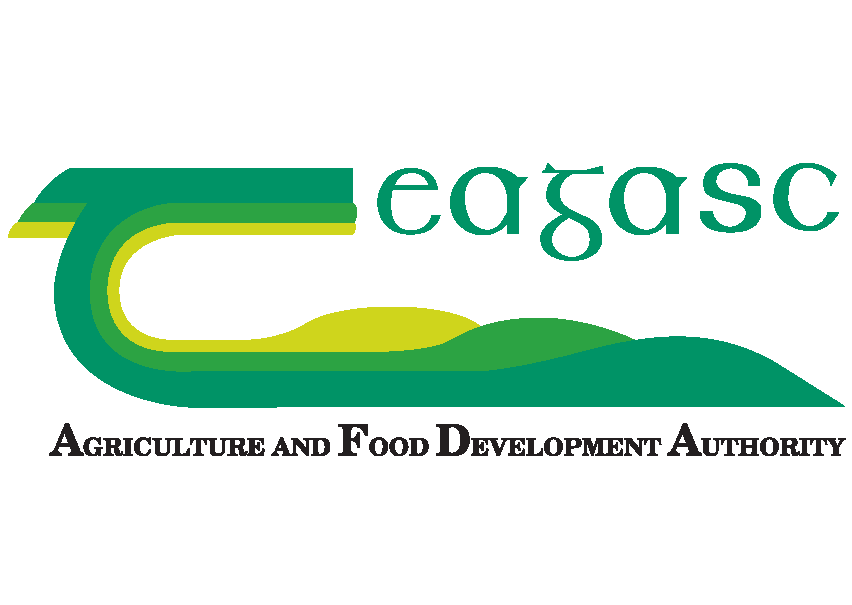 Teagasc
AGRICULTURE AND FOOD DEVELOPMENT AUTHORITY